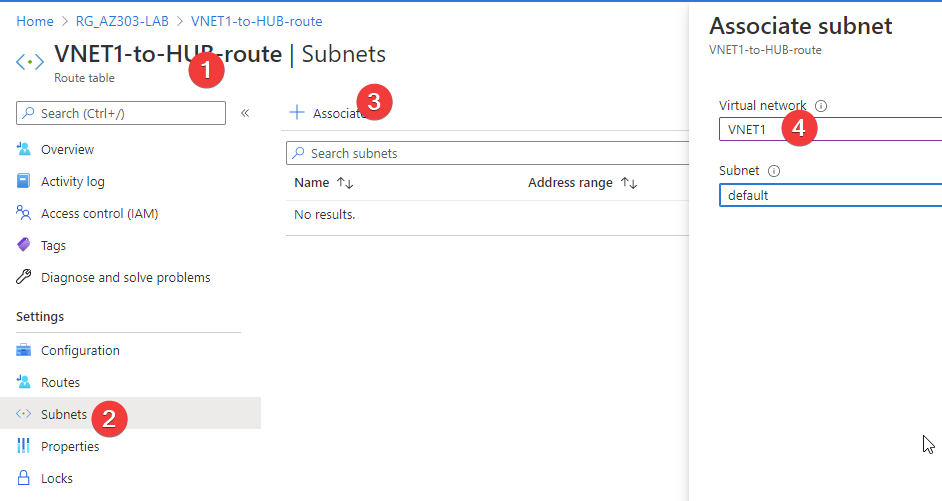 Home > RG_AZ303-LAB > VNET1-to-HUB-route
VNET1-to-HUB-route | Subnets
Route table
1
Search (Ctrl+/)
«
Overview
Activity log
Access control (IAM)
Tags
Diagnose and solve problems
Settings
Configuration
Routes
Subnets
2
Properties
Locks
+ Associate
3
Search subnets
Name ↑↓ Address range ↑↓
No results.
Associate subnet
VNET1-to-HUB-route
Virtual network
VNET1
4
Subnet
default